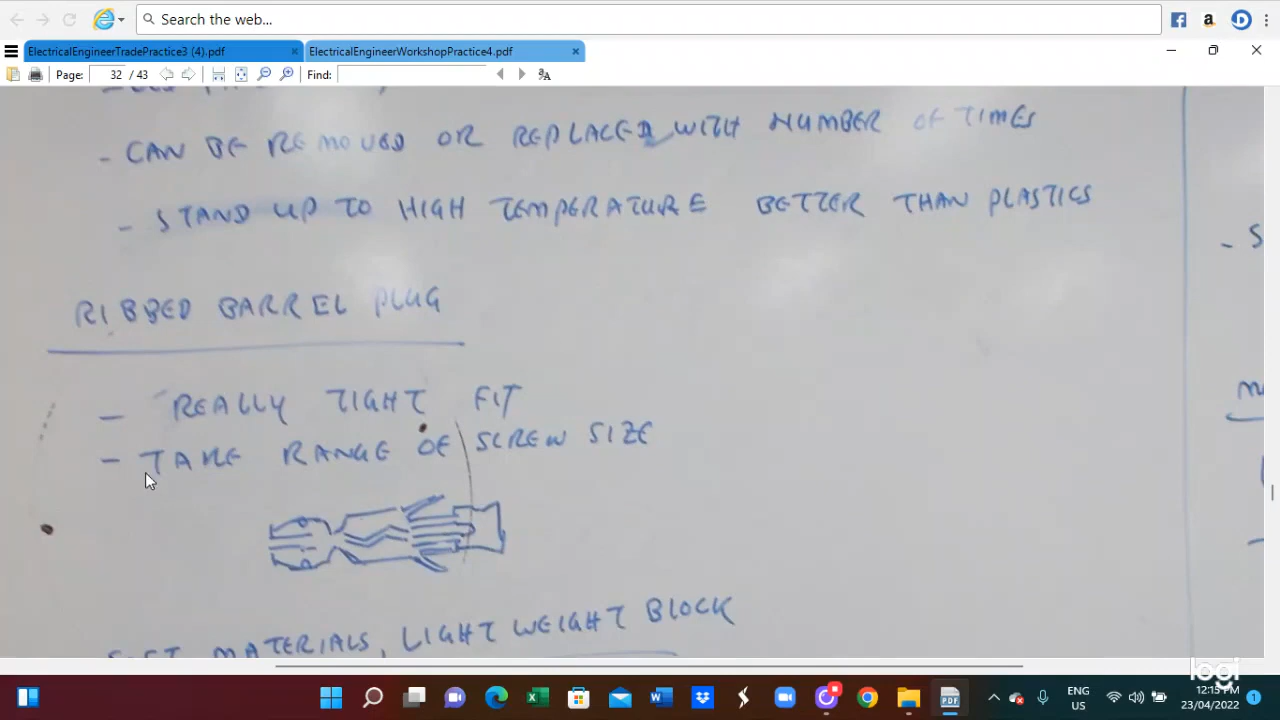 Search the web...
ElectricalEngineerTradePractice3 (4).pdf
ElectricalEngineerWorkshopPractice4.pdf
Page: 32 / 43
Find:
- CAN BE REMOVED OR REPLACED WITH NUMBER OF TIMES
- STAND UP TO HIGH TEMPERATURE BETTER THAN PLASTICS
RIBBED BARREL PLUG
- REALLY TIGHT FIT
- TAKE RANGE OF SCREW SIZE
MATERIALS, LIGHT WEIGHT BLOCK
- S
logi
ENG
US
12:15 PM
23/04/2022
1